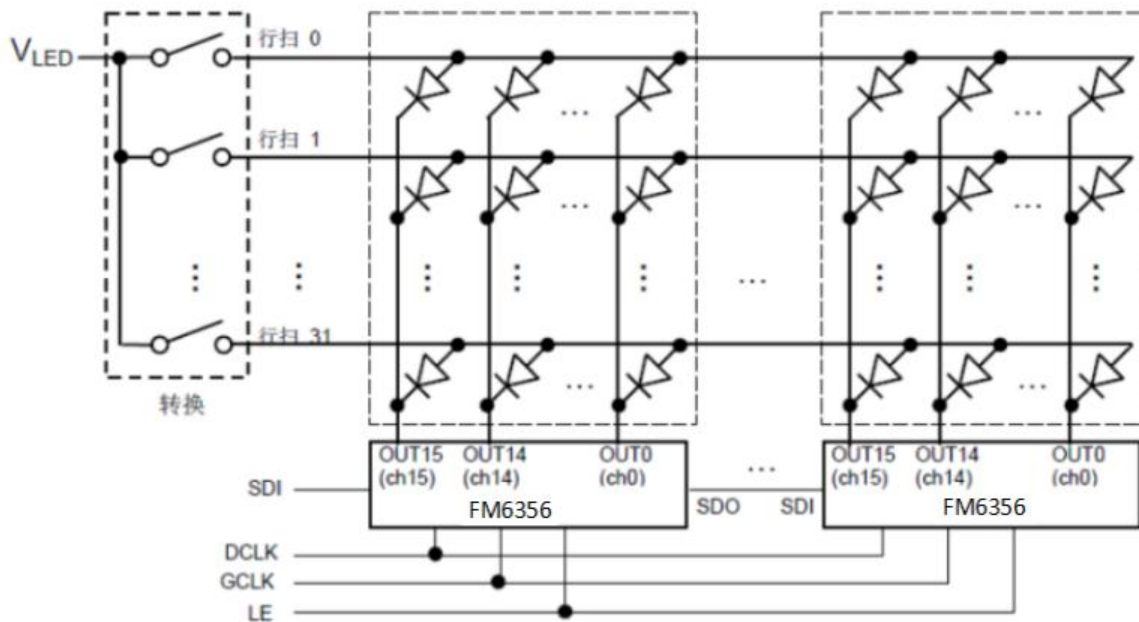 VLED
行扫 0
行扫 1
行扫 31
转换
OUT15 OUT14 OUT0
(ch15) (ch14) (ch0)
FM6356
OUT15 OUT14 OUT0
(ch15) (ch14) (ch0)
FM6356
SDI
SDO SDI
DCLK
GCLK
LE